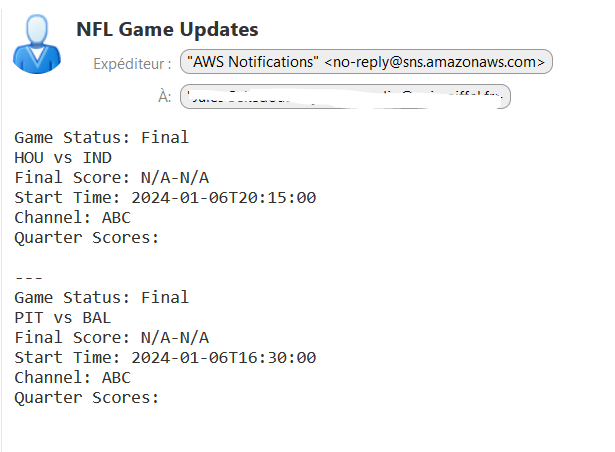 NFL Game Updates
Expéditeur : "AWS Notifications" <no-reply@sns.amazonaws.com>
À:
Game Status: Final
HOU vs IND
Final Score: N/A-N/A
Start Time: 2024-01-06T20:15:00
Channel: ABC
Quarter Scores:
---
Game Status: Final
PIT vs BAL
Final Score: N/A-N/A
Start Time: 2024-01-06T16:30:00
Channel: ABC
Quarter Scores: